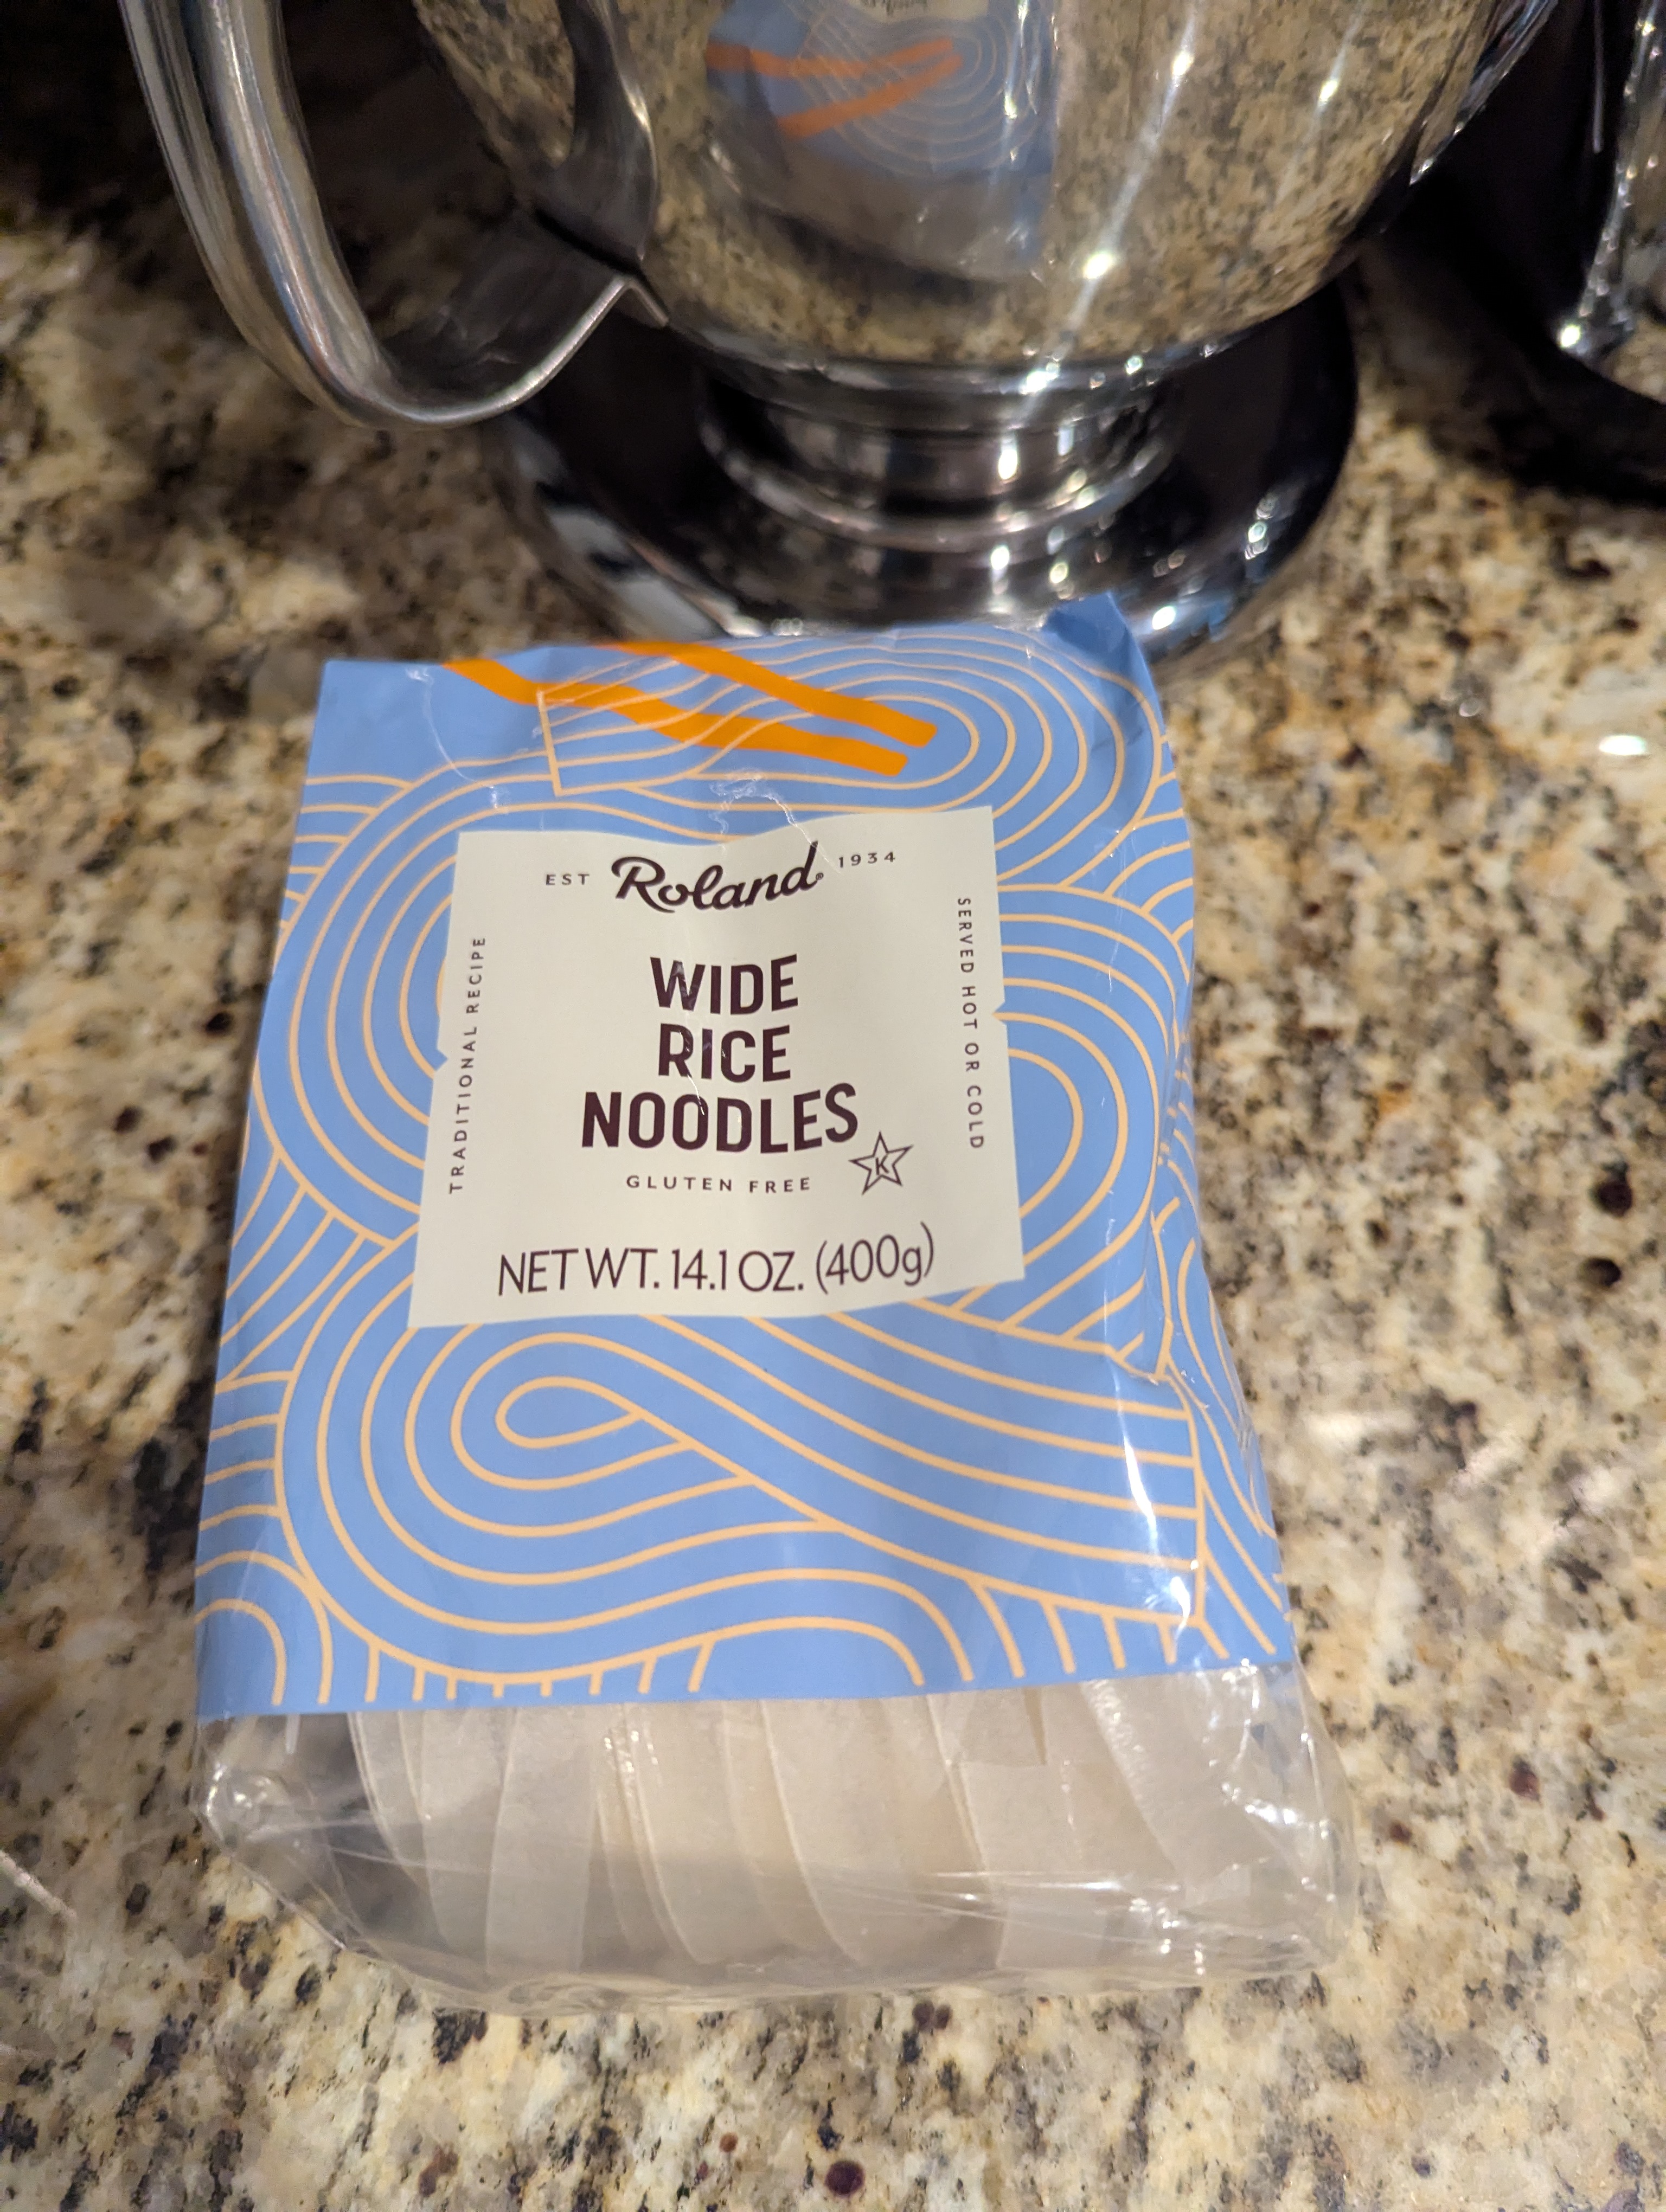 EST Roland 1934
TRADITIONAL RECIPE
SERVED HOT OR COLD
WIDE
RICE
NOODLES
K
GLUTEN FREE
NET WT. 14.1 OZ. (400g)